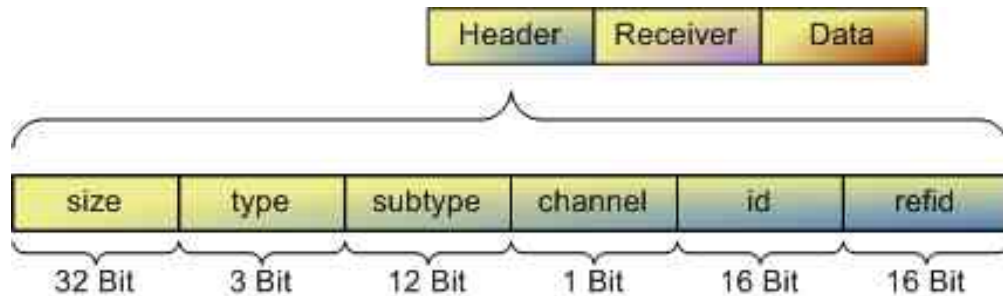 Header Receiver Data
size type subtype channel id refid
32 Bit 3 Bit 12 Bit 1 Bit 16 Bit 16 Bit